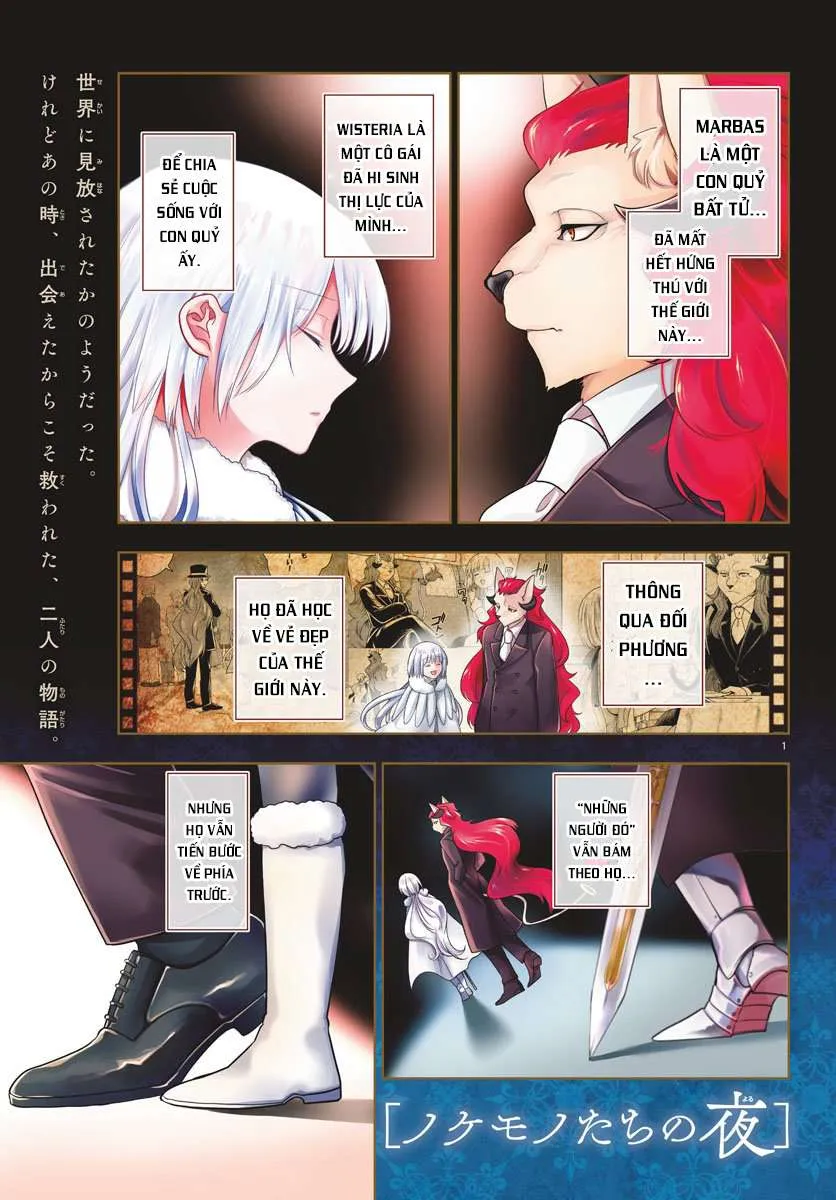 MARBAS
LÀ MỘT
CON QUỶ
BẤT TỬ...
ĐÃ MẤT
HẾT HỨNG
THÚ VỚI
THẾ GIỚI
NÀY...
WISTERIA LÀ
MỘT CÔ GÁI
ĐÃ HI SINH
THỊ LỰC CỦA
MÌNH...
ĐỂ CHIA
SẺ CUỘC
SỐNG VỚI
CON QUỶ
ẤY.
世界に見放されたかのようだった。
けれどあの時、出会えたからこそ救われた、二人の物語。
THÔNG
QUA ĐỐI
PHƯƠNG
...
HỌ ĐÃ HỌC
VỀ VẺ ĐẸP
CỦA THẾ
GIỚI NÀY.
1
“NHỮNG
NGƯỜI ĐÓ”
VẪN BÁM
THEO HỌ...
NHƯNG
HỌ VẪN
TIẾN BƯỚC
VỀ PHÍA
TRƯỚC.
[ノケモノたちの夜]